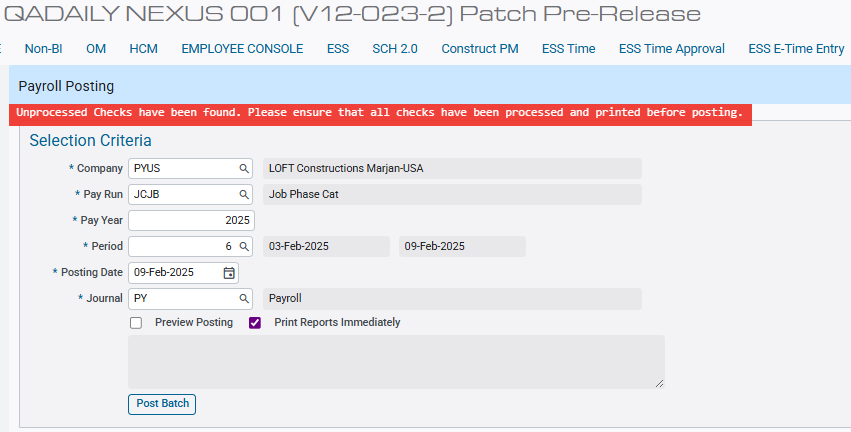 QADAILY NEXUS 001 (V12-023-2) Patch Pre-Release
Non-BI OM HCM EMPLOYEE CONSOLE ESS SCH 2.0 Construct PM ESS Time ESS Time Approval ESS E-Time Entry
Payroll Posting
Unprocessed Checks have been found. Please ensure that all checks have been processed and printed before posting.
Selection Criteria
* Company PYUS LOFT Constructions Marjan-USA
* Pay Run JCJB Job Phase Cat
* Pay Year 2025
* Period 6 03-Feb-2025 09-Feb-2025
* Posting Date 09-Feb-2025
* Journal PY Payroll
Preview Posting Print Reports Immediately
Post Batch